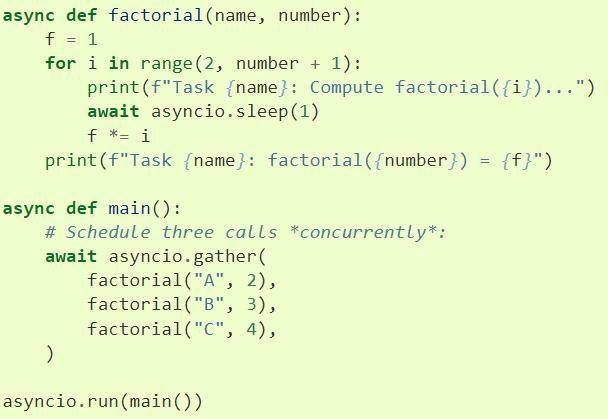 async def factorial(name, number):
    f = 1
    for i in range(2, number + 1):
        print(f"Task {name}: Compute factorial({i})...")
        await asyncio.sleep(1)
        f *= i
    print(f"Task {name}: factorial({number}) = {f}")

async def main():
    # Schedule three calls *concurrently*:
    await asyncio.gather(
        factorial("A", 2),
        factorial("B", 3),
        factorial("C", 4),
    )

asyncio.run(main())